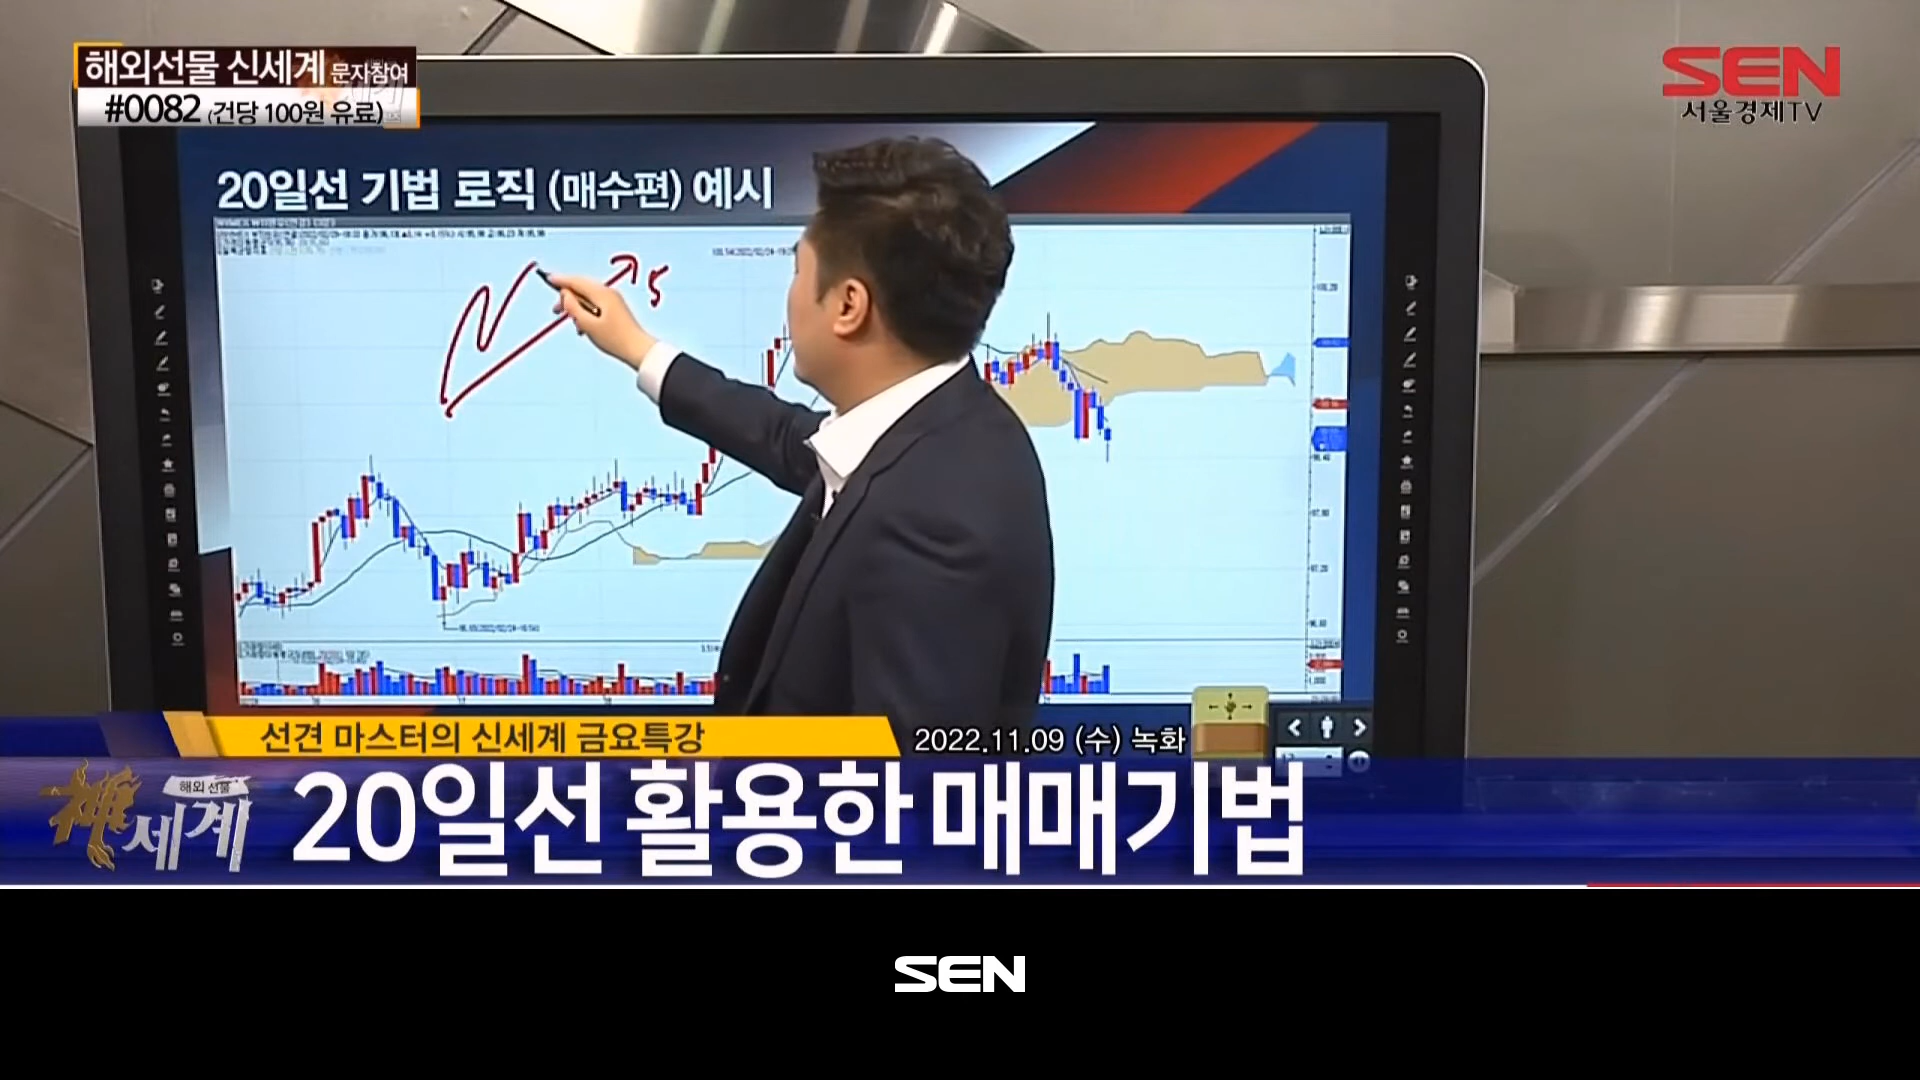 해외선물 신세계 문자참여
#0082 (건당 100원 유료)
SEN
서울경제TV
20일선 기법 로직 (매수편) 예시
5
선견 마스터의 신세계 금요특강
2022.11.09 (수) 녹화
해외선물
神세계
20일선 활용한 매매기법
SEN